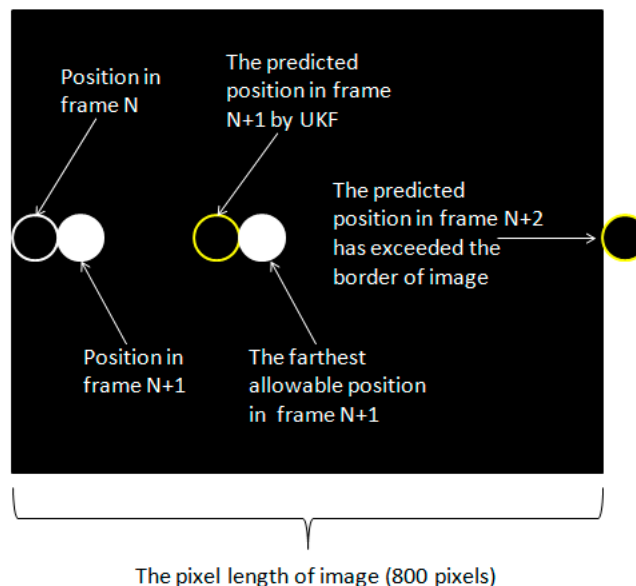 Position in
frame N
The predicted
position in frame
N+1 by UKF
The predicted
position in frame N+2
has exceeded the
border of image
Position in
frame N+1
The farthest
allowable position
in frame N+1
The pixel length of image (800 pixels)